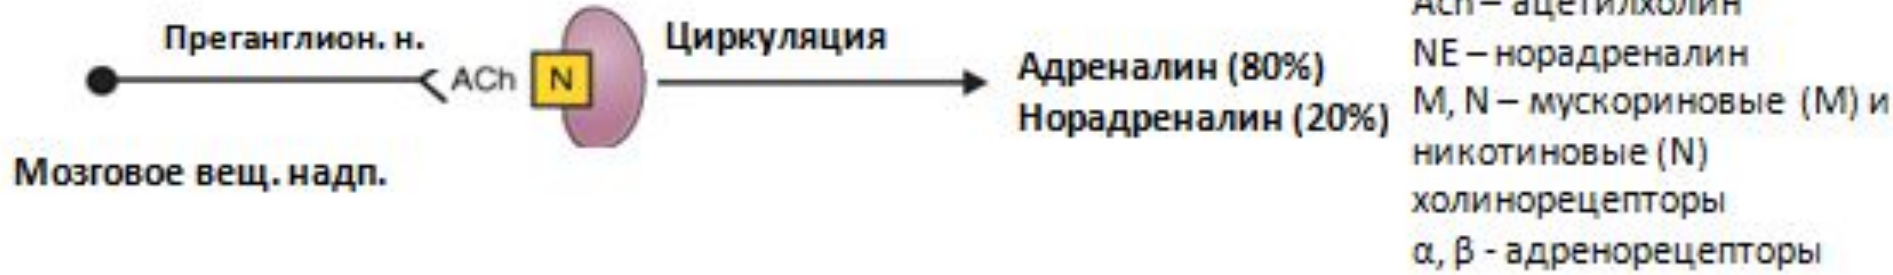 Преганглион. н.
ACh
N
Циркуляция
Адреналин (80%)
Норадреналин (20%)
Мозговое вещ. надп.
Ach – ацетилхолин
NE – норадреналин
M, N – мускориновые (M) и
никотиновые (N)
холинорецепторы
α, β - адренорецепторы